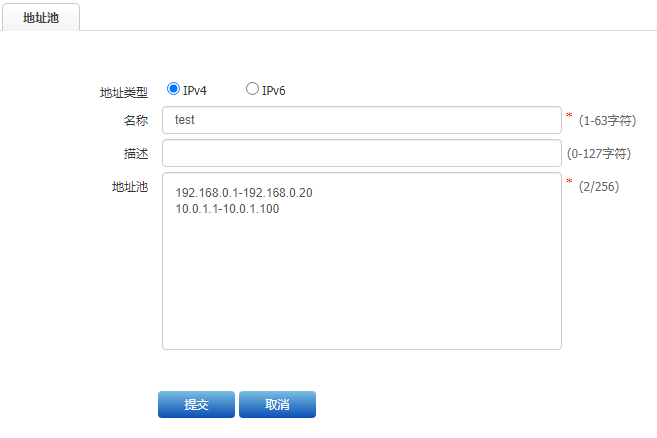 地址池
地址类型 IPv4 IPv6
名称 test * (1-63字符)
描述 (0-127字符)
地址池 * (2/256)
192.168.0.1-192.168.0.20
10.0.1.1-10.0.1.100
提交 取消